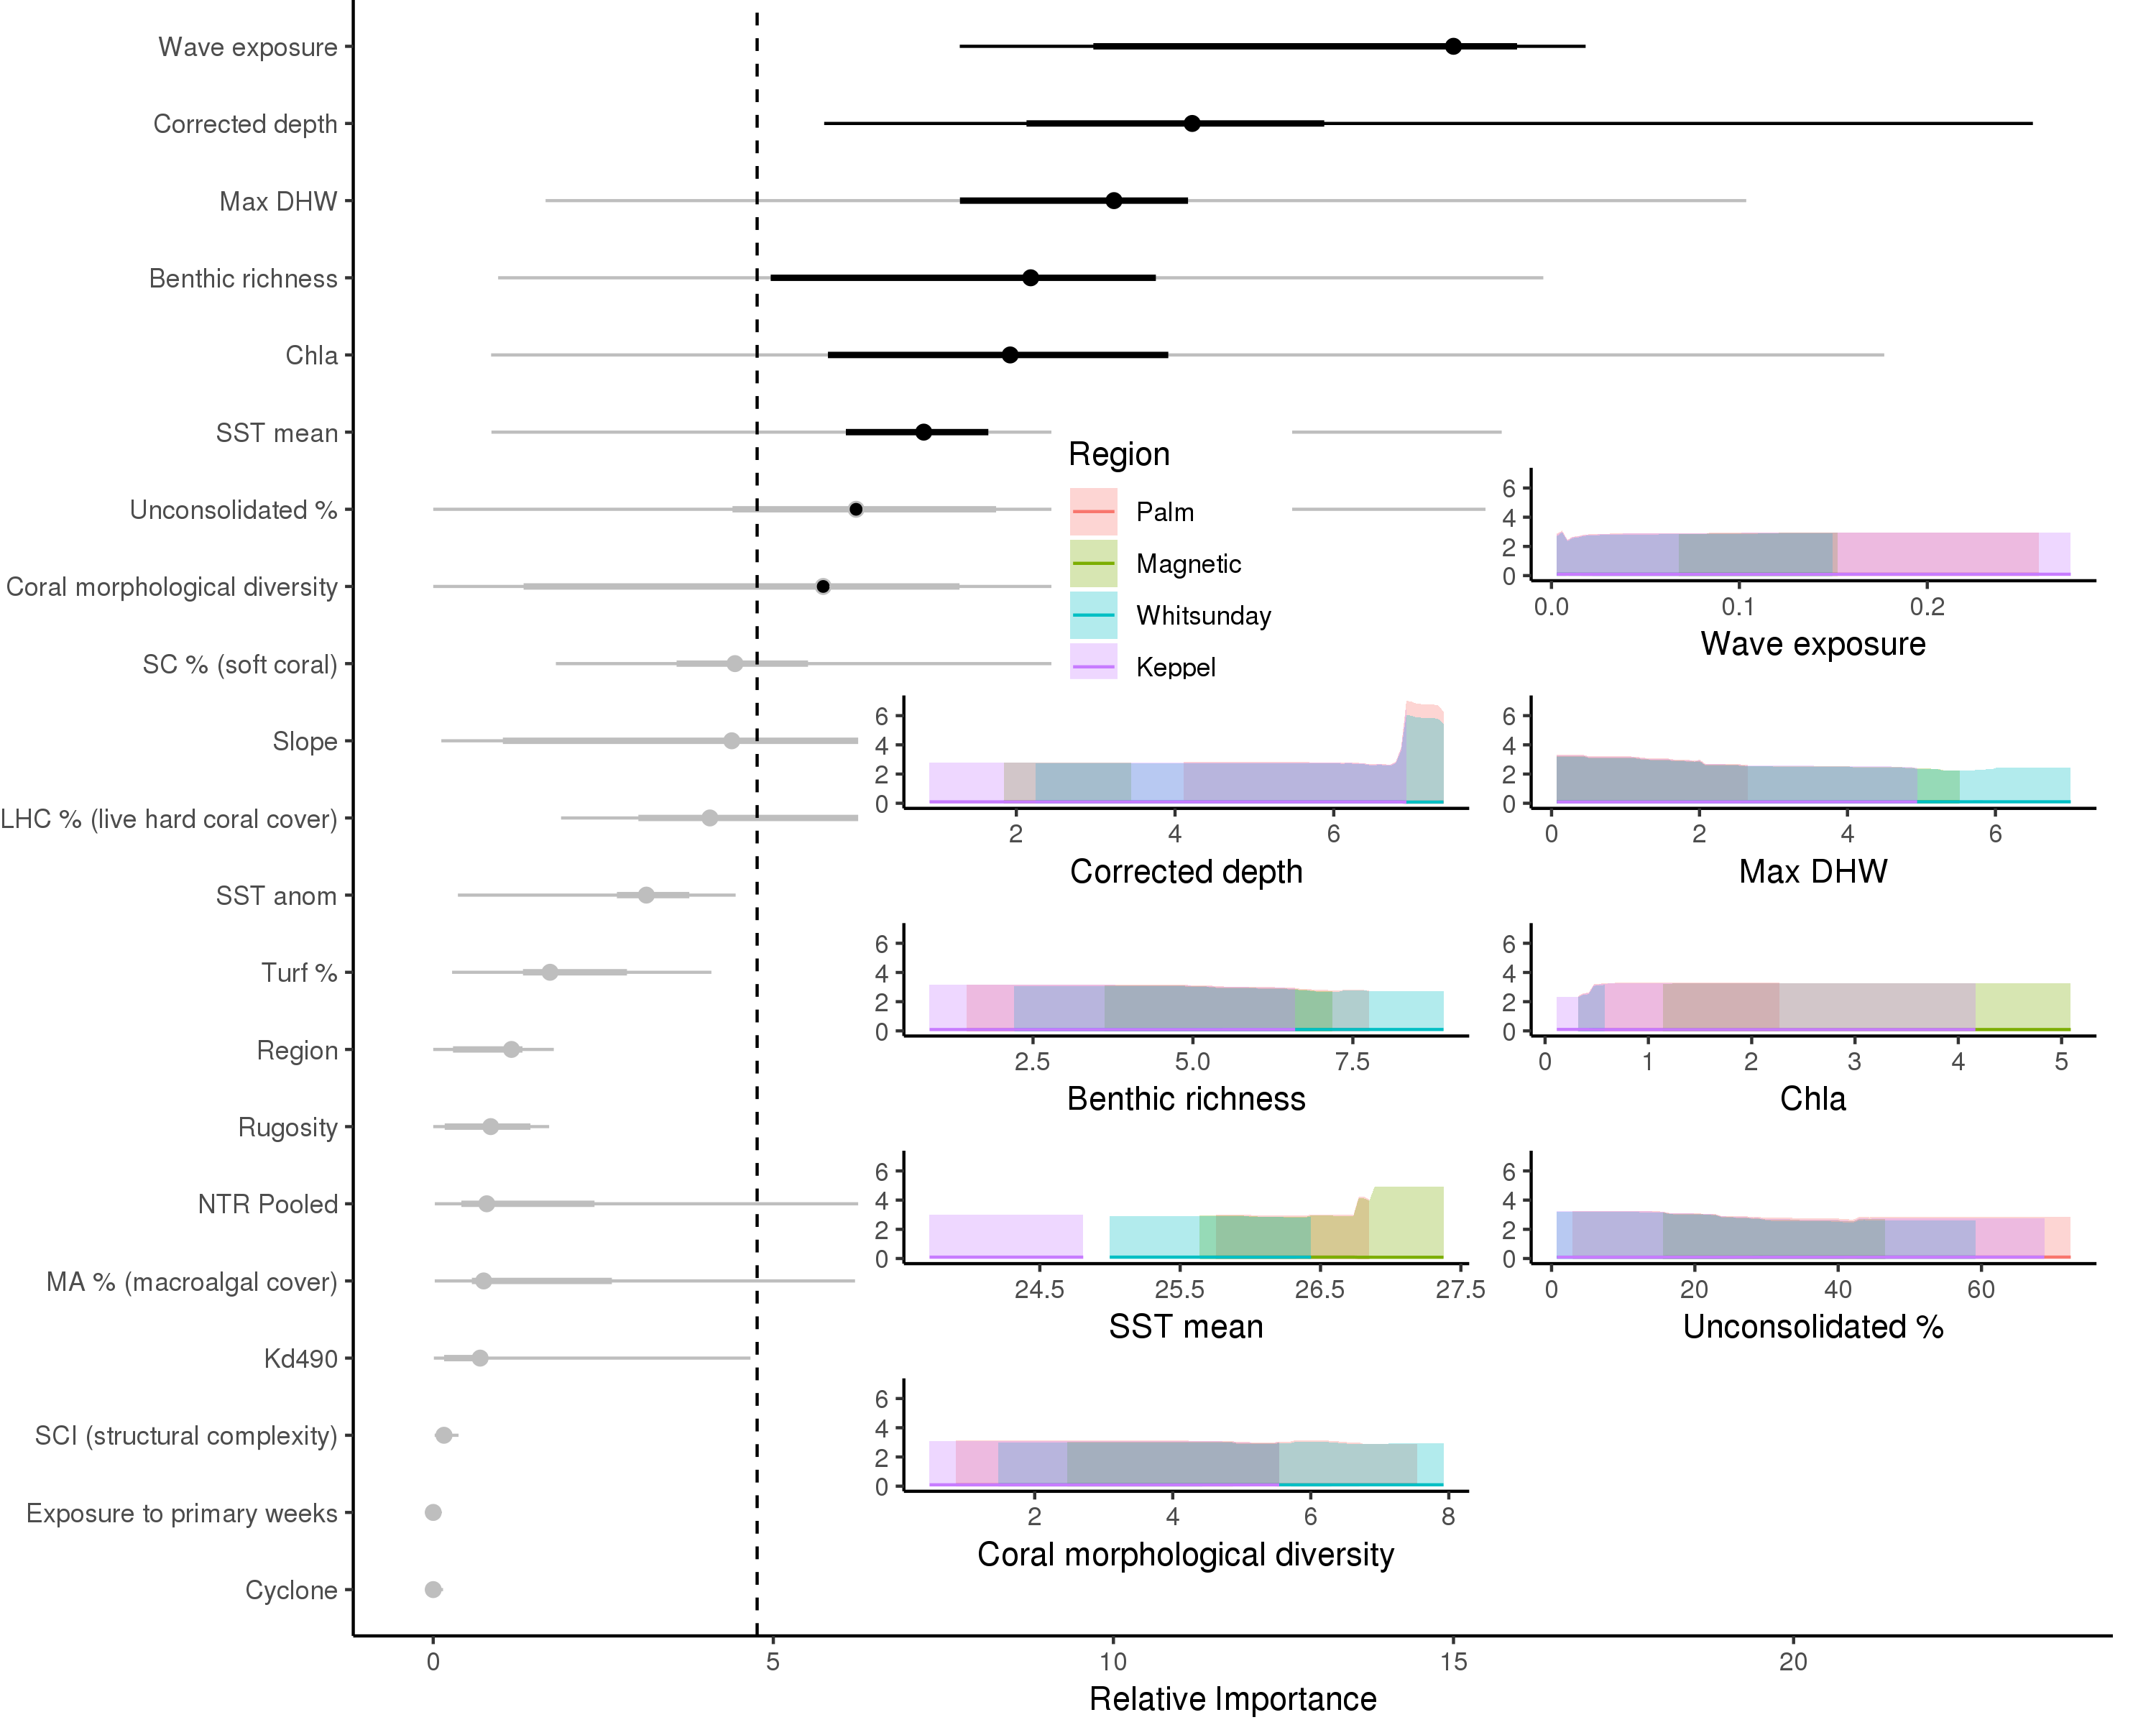 Wave exposure
Corrected depth
Max DHW
Benthic richness
Chla
SST mean
Unconsolidated %
Coral morphological diversity
SC % (soft coral)
Slope
LHC % (live hard coral cover)
SST anom
Turf %
Region
Rugosity
NTR Pooled
MA % (macroalgal cover)
Kd490
SCI (structural complexity)
Exposure to primary weeks
Cyclone
0 5 10 15 20
Relative Importance
Region
Palm
Magnetic
Whitsunday
Keppel
6
4
2
0
0.0 0.1 0.2
Wave exposure
6
4
2
0
2 4 6
Corrected depth
6
4
2
0
0 2 4 6
Max DHW
6
4
2
0
2.5 5.0 7.5
Benthic richness
6
4
2
0
0 1 2 3 4 5
Chla
6
4
2
0
24.5 25.5 26.5 27.5
SST mean
6
4
2
0
0 20 40 60
Unconsolidated %
6
4
2
0
2 4 6 8
Coral morphological diversity